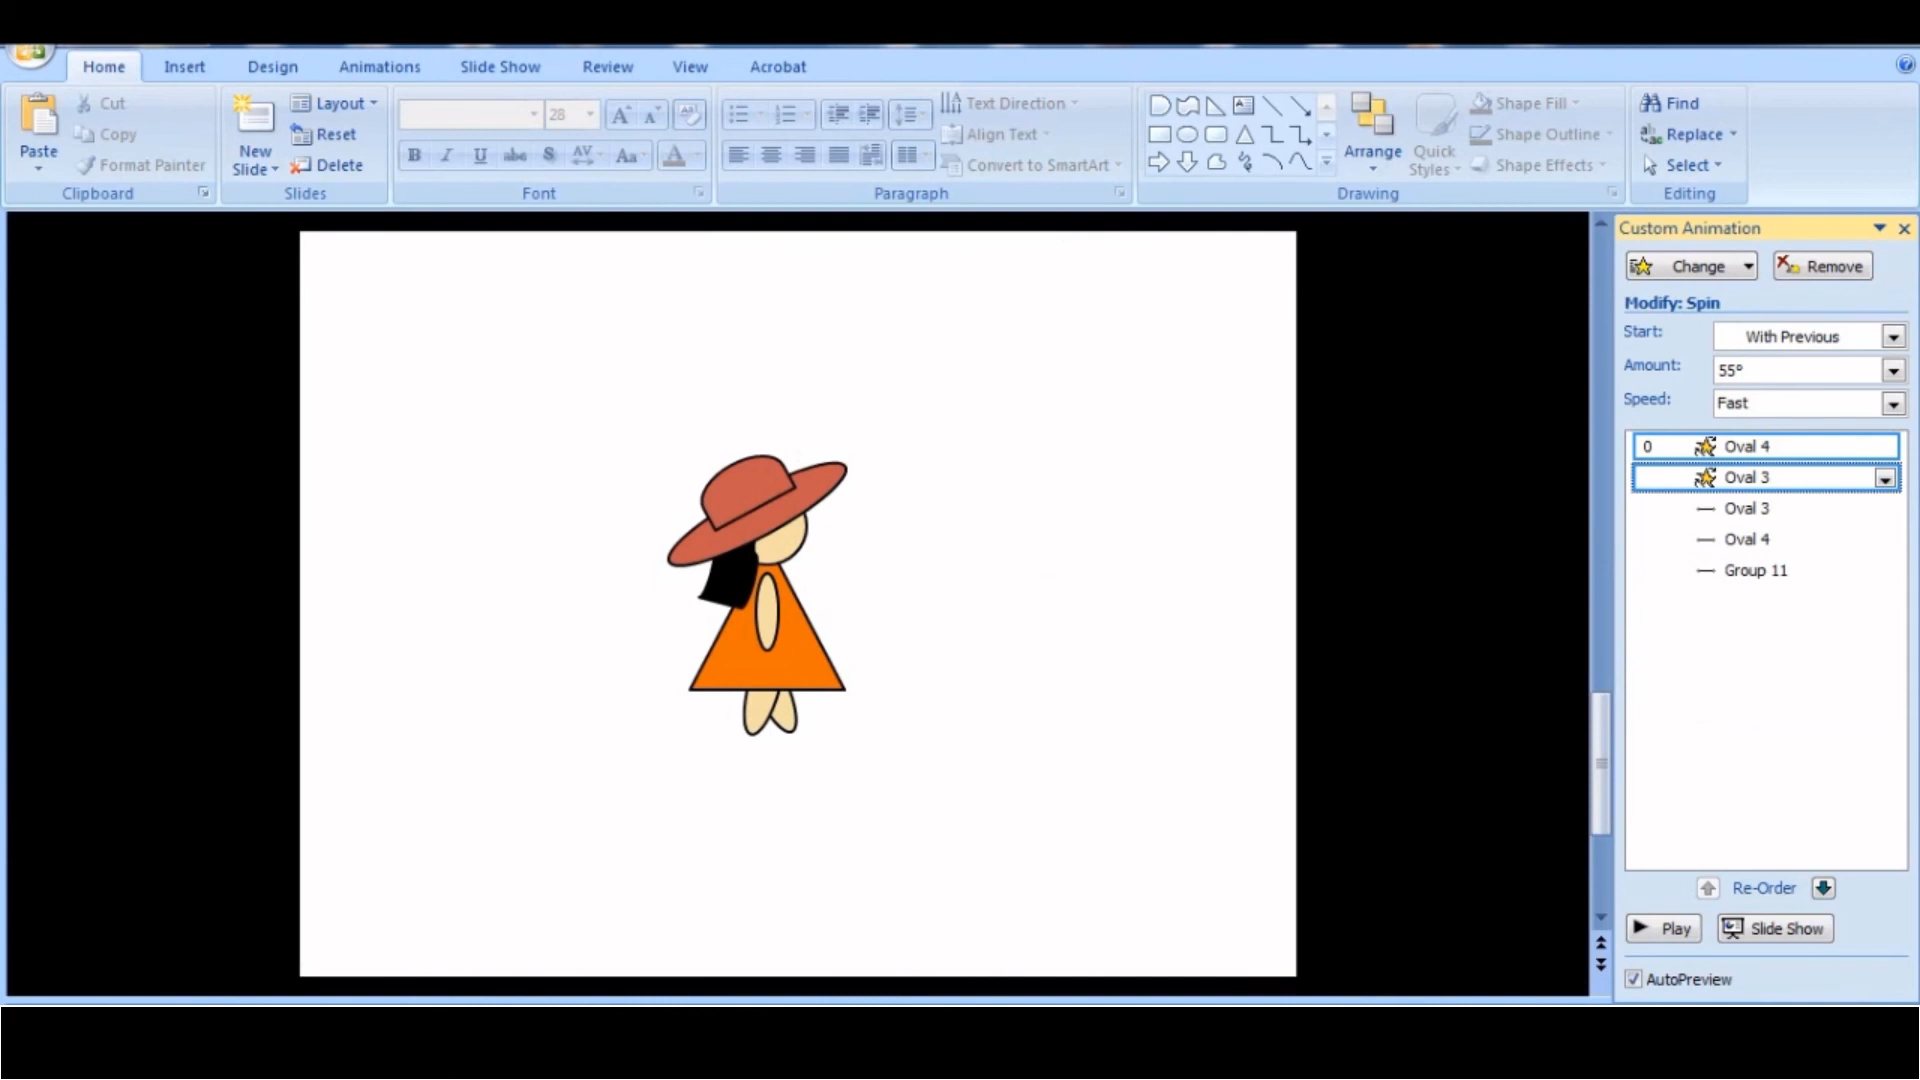 Home Insert Design Animations Slide Show Review View Acrobat
Paste
Cut
Copy
Format Painter
Clipboard
New
Slide
Layout
Reset
Delete
Slides
28
B I U abc S AV Aa A
Font
Text Direction
Align Text
Convert to SmartArt
Paragraph
Arrange
Quick
Styles
Shape Fill
Shape Outline
Shape Effects
Drawing
Find
Replace
Select
Editing
Custom Animation
Change Remove
Modify: Spin
Start: With Previous
Amount: 55°
Speed: Fast
0 Oval 4
Oval 3
Oval 3
Oval 4
Group 11
Re-Order
Play Slide Show
AutoPreview